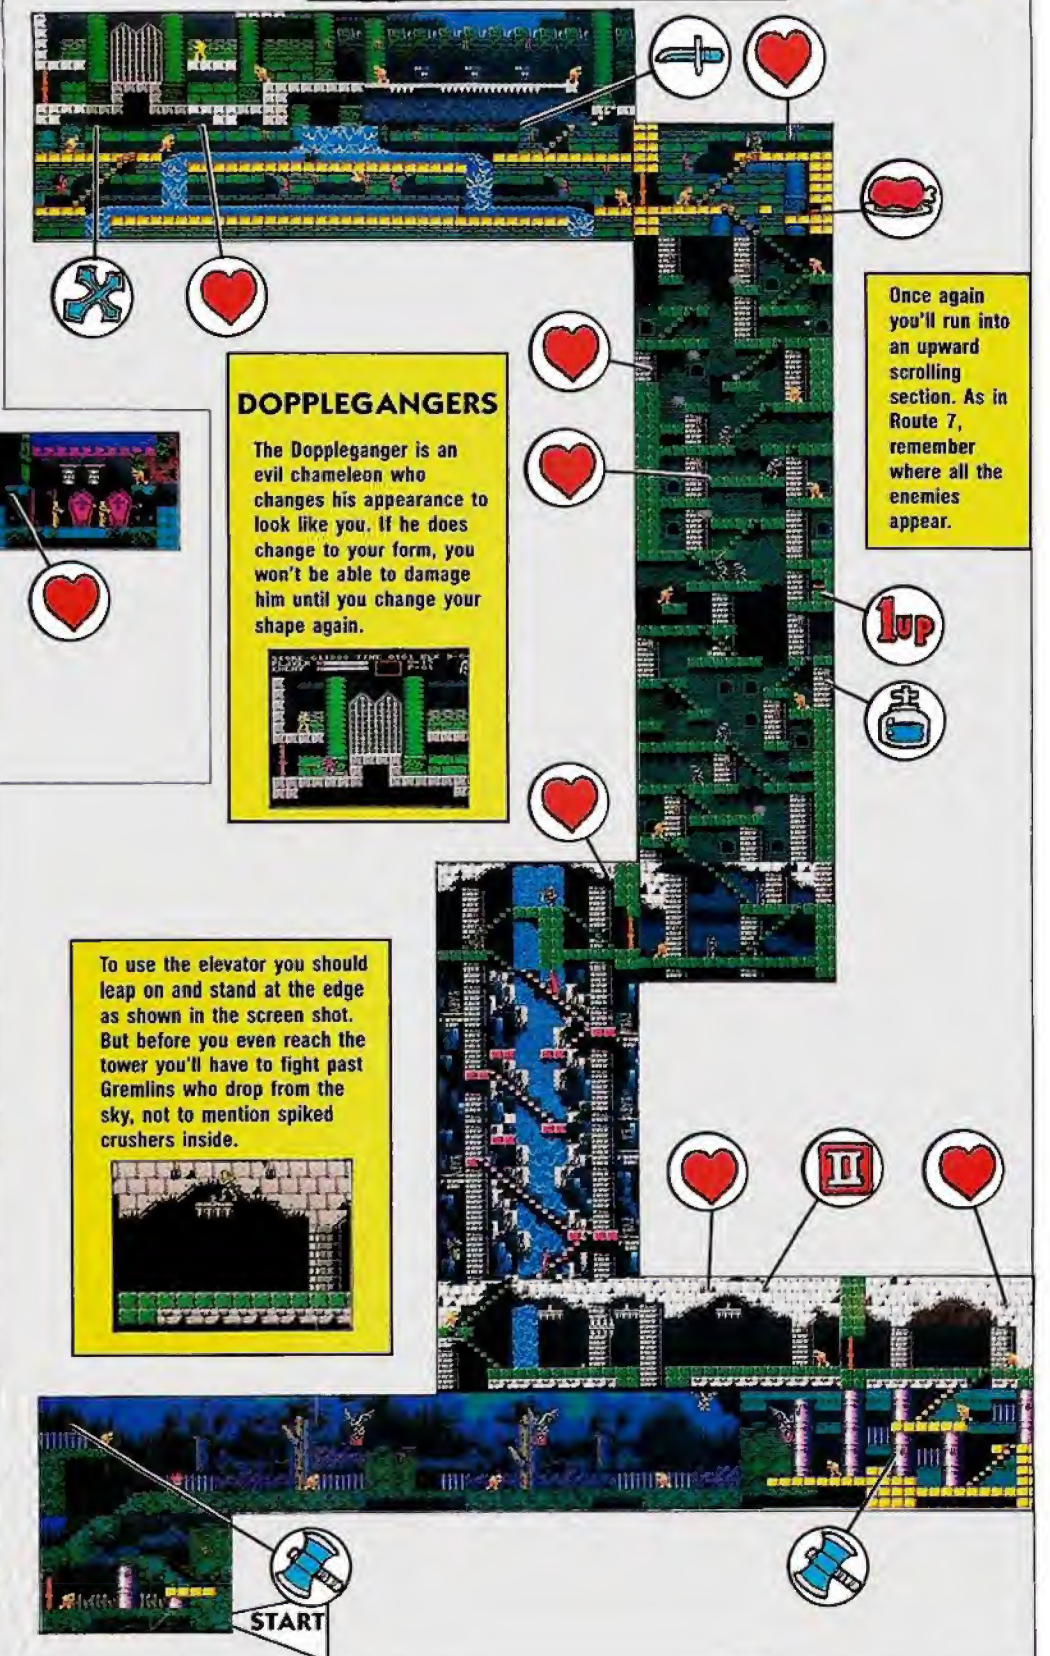 Once again
you'll run into
an upward
scrolling
section. As in
Route 7,
remember
where all the
enemies
appear.
DOPPLEGANGERS
The Doppleganger is an
evil chameleon who
changes his appearance to
look like you. If he does
change to your form, you
won't be able to damage
him until you change your
shape again.
PLAYER
ENEMY
1UP
To use the elevator you should
leap on and stand at the edge
as shown in the screen shot.
But before you even reach the
tower you'll have to fight past
Gremlins who drop from the
sky, not to mention spiked
crushers inside.
II
START